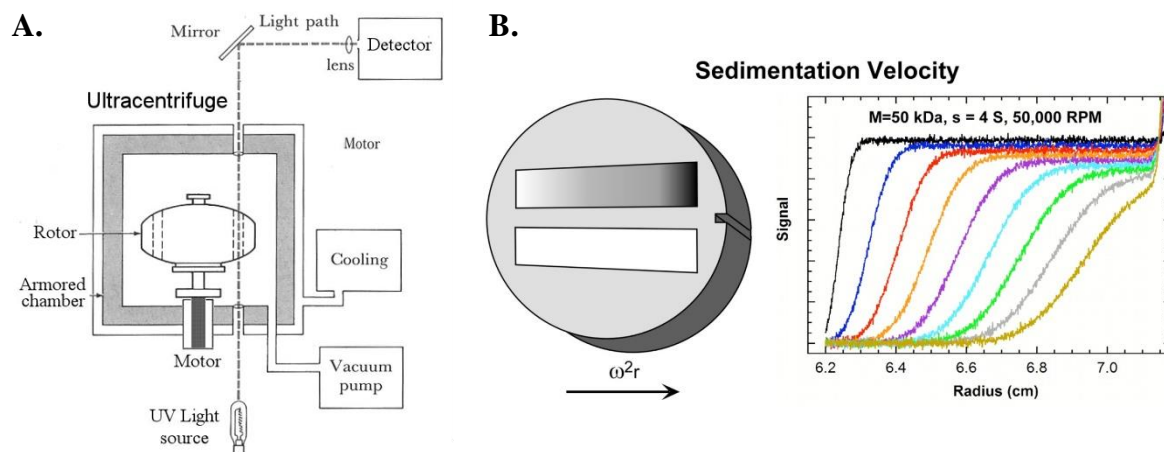 A.
Mirror
Light path
lens
Detector
Ultracentrifuge
Motor
Rotor
Armored
chamber
Motor
Cooling
Vacuum
pump
UV Light
source
B.
Sedimentation Velocity
ω²r
M=50 kDa, s = 4 S, 50,000 RPM
Signal
6.2 6.4 6.6 6.8 7.0
Radius (cm)